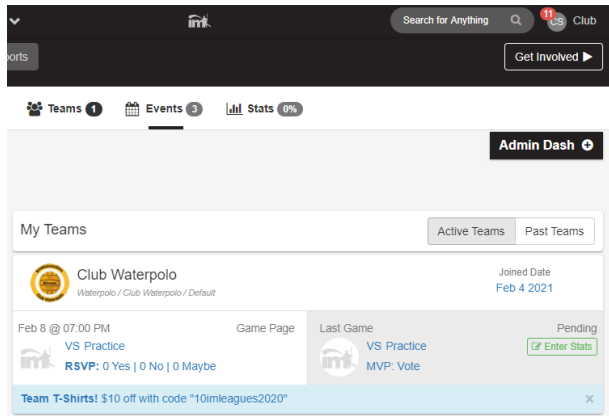 Search for Anything
11
CS
Club
orts
Get Involved
Teams 1
Events 3
Stats 0%
Admin Dash
My Teams
Active Teams
Past Teams
Club Waterpolo
Waterpolo / Club Waterpolo / Default
Joined Date
Feb 4 2021
Feb 8 @ 07:00 PM
Game Page
VS Practice
RSVP: 0 Yes | 0 No | 0 Maybe
Last Game
Pending
VS Practice
Enter Stats
MVP: Vote
Team T-Shirts! $10 off with code "10imleagues2020"